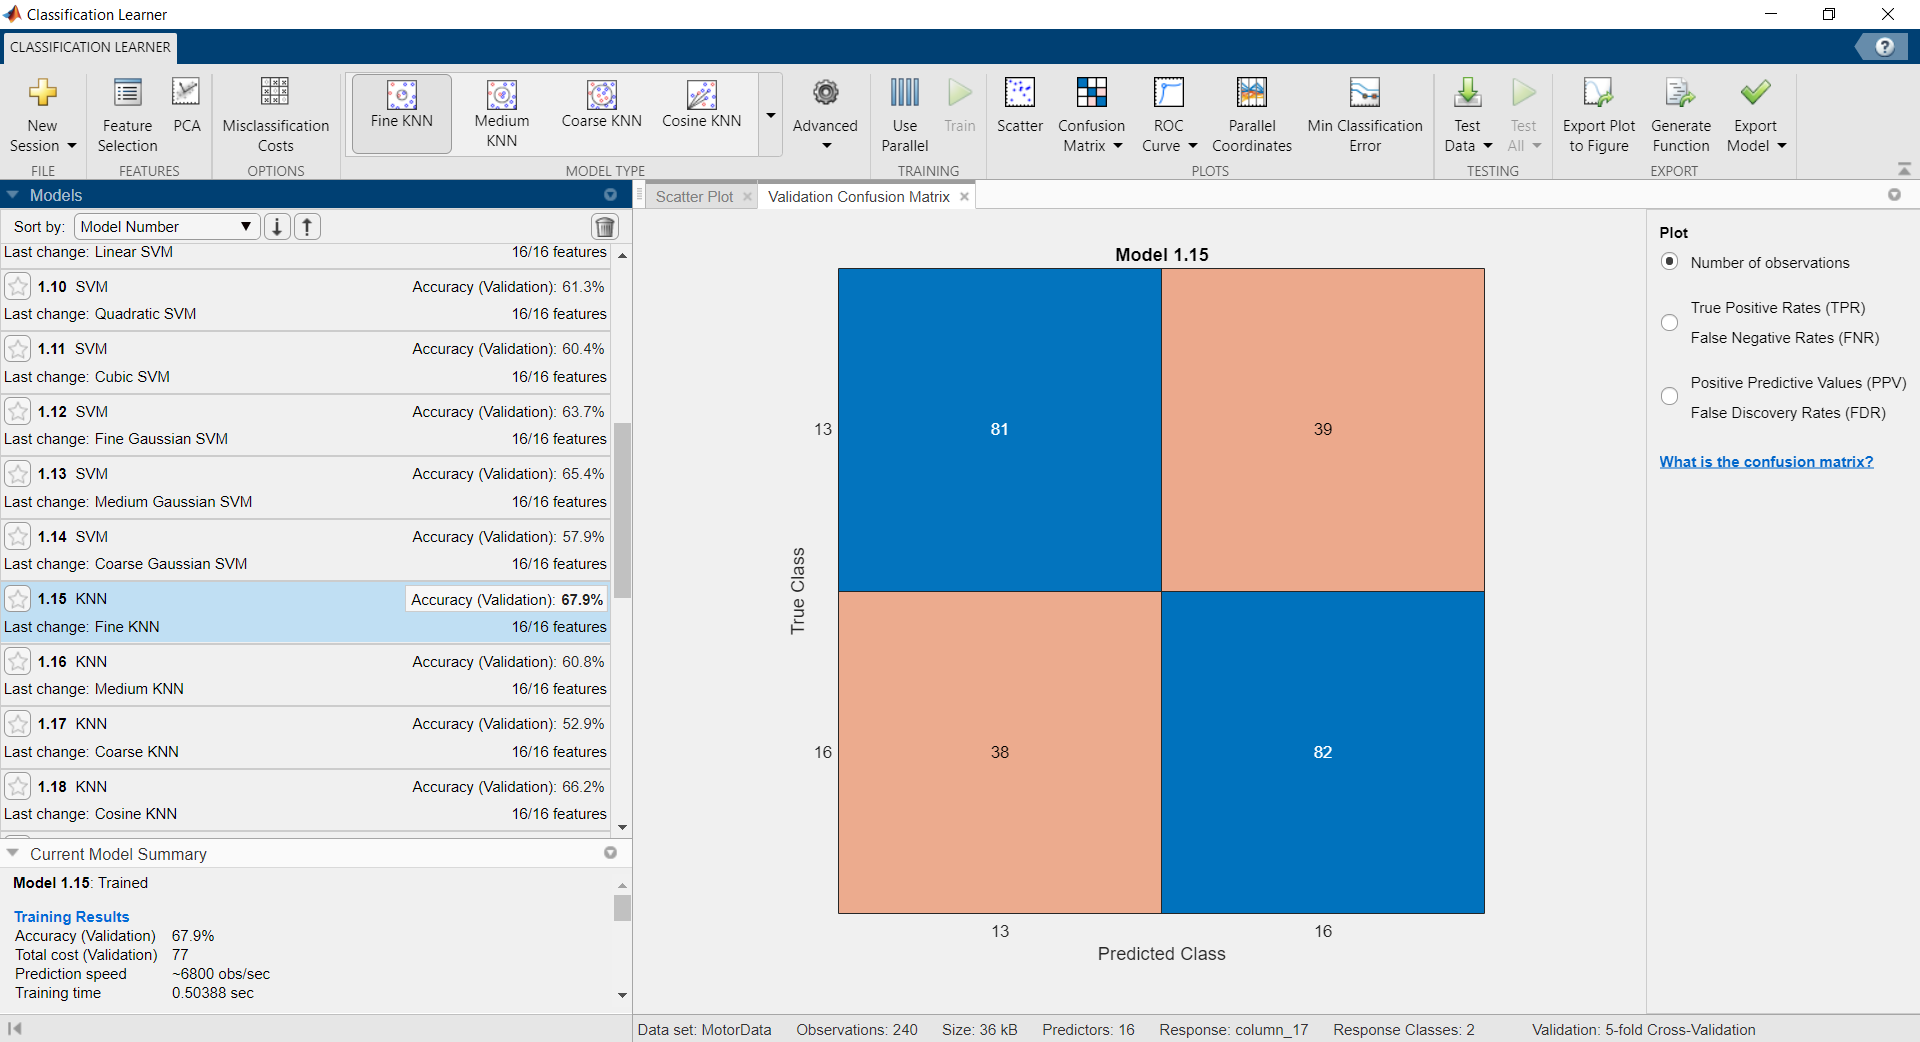 Classification Learner
CLASSIFICATION LEARNER
New Session
Feature Selection
PCA
Misclassification Costs
Fine KNN
Medium KNN
Coarse KNN
Cosine KNN
Advanced
Use Parallel
Train
Scatter
Confusion Matrix
ROC Curve
Parallel Coordinates
Min Classification Error
Test Data
Test All
Export Plot to Figure
Generate Function
Export Model
FILE FEATURES OPTIONS MODEL TYPE TRAINING PLOTS TESTING EXPORT
Models
Sort by: Model Number
Last change: Linear SVM 16/16 features
1.10 SVM Accuracy (Validation): 61.3%
Last change: Quadratic SVM 16/16 features
1.11 SVM Accuracy (Validation): 60.4%
Last change: Cubic SVM 16/16 features
1.12 SVM Accuracy (Validation): 63.7%
Last change: Fine Gaussian SVM 16/16 features
1.13 SVM Accuracy (Validation): 65.4%
Last change: Medium Gaussian SVM 16/16 features
1.14 SVM Accuracy (Validation): 57.9%
Last change: Coarse Gaussian SVM 16/16 features
1.15 KNN Accuracy (Validation): 67.9%
Last change: Fine KNN 16/16 features
1.16 KNN Accuracy (Validation): 60.8%
Last change: Medium KNN 16/16 features
1.17 KNN Accuracy (Validation): 52.9%
Last change: Coarse KNN 16/16 features
1.18 KNN Accuracy (Validation): 66.2%
Last change: Cosine KNN 16/16 features
Current Model Summary
Model 1.15: Trained
Training Results
Accuracy (Validation) 67.9%
Total cost (Validation) 77
Prediction speed ~6800 obs/sec
Training time 0.50388 sec
Scatter Plot
Validation Confusion Matrix
Model 1.15
True Class
13 81 39
16 38 82
13 16
Predicted Class
Plot
Number of observations
True Positive Rates (TPR)
False Negative Rates (FNR)
Positive Predictive Values (PPV)
False Discovery Rates (FDR)
What is the confusion matrix?
Data set: MotorData Observations: 240 Size: 36 kB Predictors: 16 Response: column_17 Response Classes: 2 Validation: 5-fold Cross-Validation